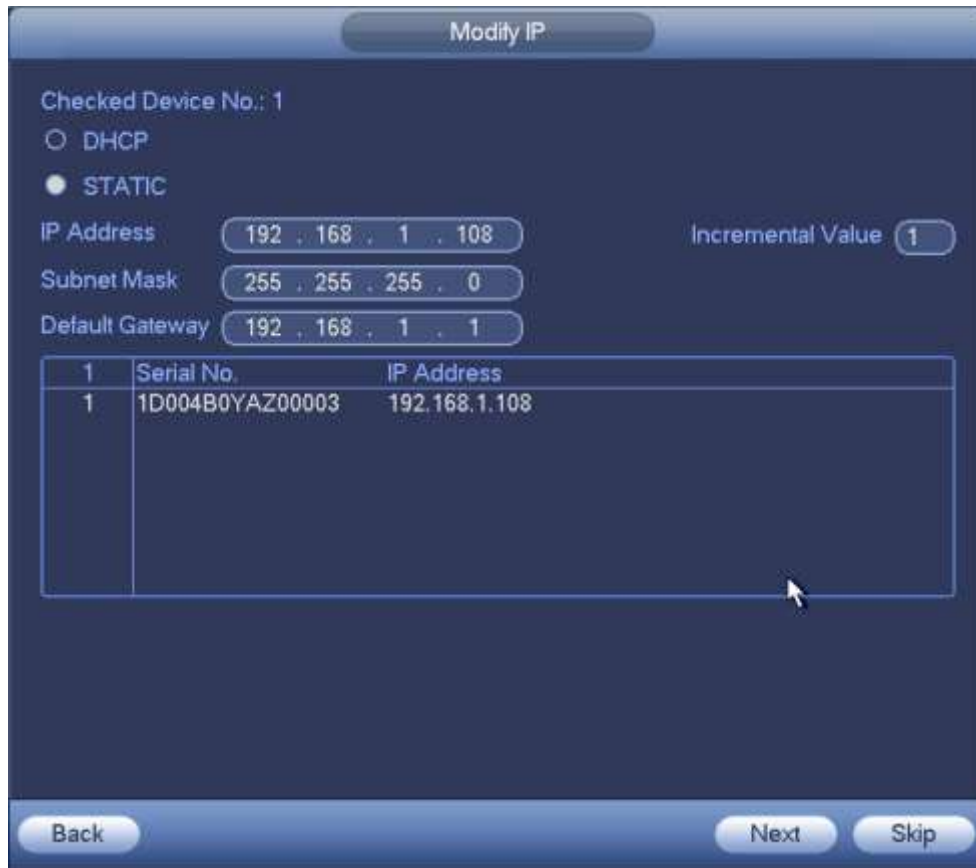 Modify IP
Checked Device No.: 1
DHCP
STATIC
IP Address 192 . 168 . 1 . 108 Incremental Value 1
Subnet Mask 255 . 255 . 255 . 0
Default Gateway 192 . 168 . 1 . 1
1 Serial No. IP Address
1 1D004B0YAZ00003 192.168.1.108
Back Next Skip